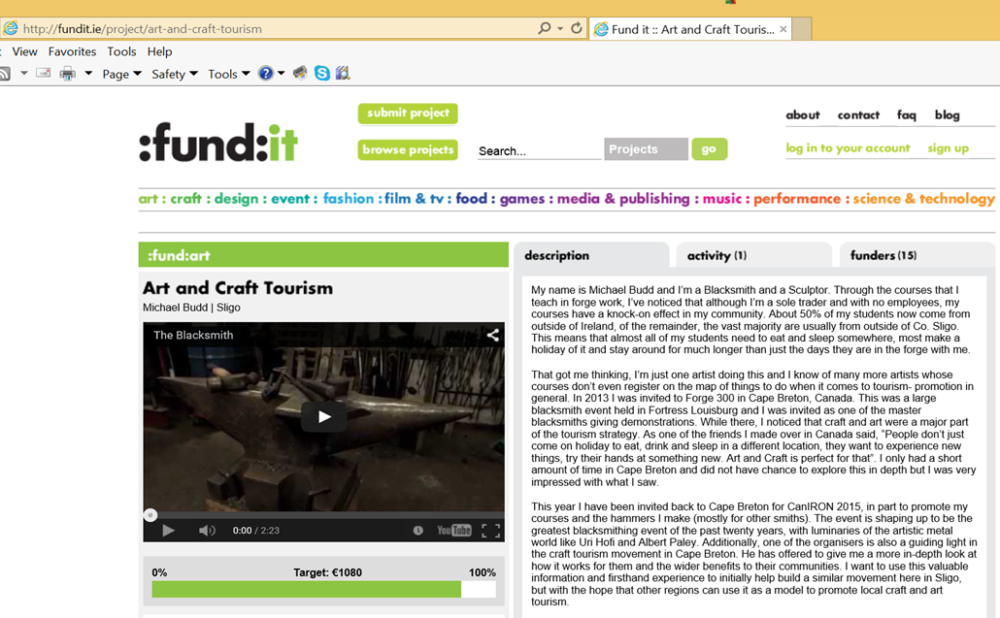 http://fundit.ie/project/art-and-craft-tourism
Fund it :: Art and Craft Touris...
View Favorites Tools Help
Page Safety Tools
submit project
browse projects
:fund:it
Search...
Projects
go
about contact faq blog
log in to your account sign up
art : craft : design : event : fashion : film & tv : food : games : media & publishing : music : performance : science & technology
:fund:art
Art and Craft Tourism
Michael Budd | Sligo
The Blacksmith
0:00 / 2:23
YouTube
0% Target: €1080 100%
description activity (1) funders (15)
My name is Michael Budd and I'm a Blacksmith and a Sculptor. Through the courses that I
teach in forge work, I've noticed that although I'm a sole trader and with no employees, my
courses have a knock-on effect in my community. About 50% of my students now come from
outside of Ireland, of the remainder, the vast majority are usually from outside of Co. Sligo.
This means that almost all of my students need to eat and sleep somewhere, most make a
holiday of it and stay around for much longer than just the days they are in the forge with me.
That got me thinking, I'm just one artist doing this and I know of many more artists whose
courses don't even register on the map of things to do when it comes to tourism- promotion in
general. In 2013 I was invited to Forge 300 in Cape Breton, Canada. This was a large
blacksmith event held in Fortress Louisburg and I was invited as one of the master
blacksmiths giving demonstrations. While there, I noticed that craft and art were a major part
of the tourism strategy. As one of the friends I made over in Canada said, "People don't just
come on holiday to eat, drink and sleep in a different location, they want to experience new
things, try their hands at something new. Art and Craft is perfect for that". I only had a short
amount of time in Cape Breton and did not have chance to explore this in depth but I was very
impressed with what I saw.
This year I have been invited back to Cape Breton for CanIRON 2015, in part to promote my
courses and the hammers I make (mostly for other smiths). The event is shaping up to be the
greatest blacksmithing event of the past twenty years, with luminaries of the artistic metal
world like Uri Hofi and Albert Paley. Additionally, one of the organisers is also a guiding light in
the craft tourism movement in Cape Breton. He has offered to give me a more in-depth look at
how it works for them and the wider benefits to their communities. I want to use this valuable
information and firsthand experience to initially help build a similar movement here in Sligo,
but with the hope that other regions can use it as a model to promote local craft and art
tourism.